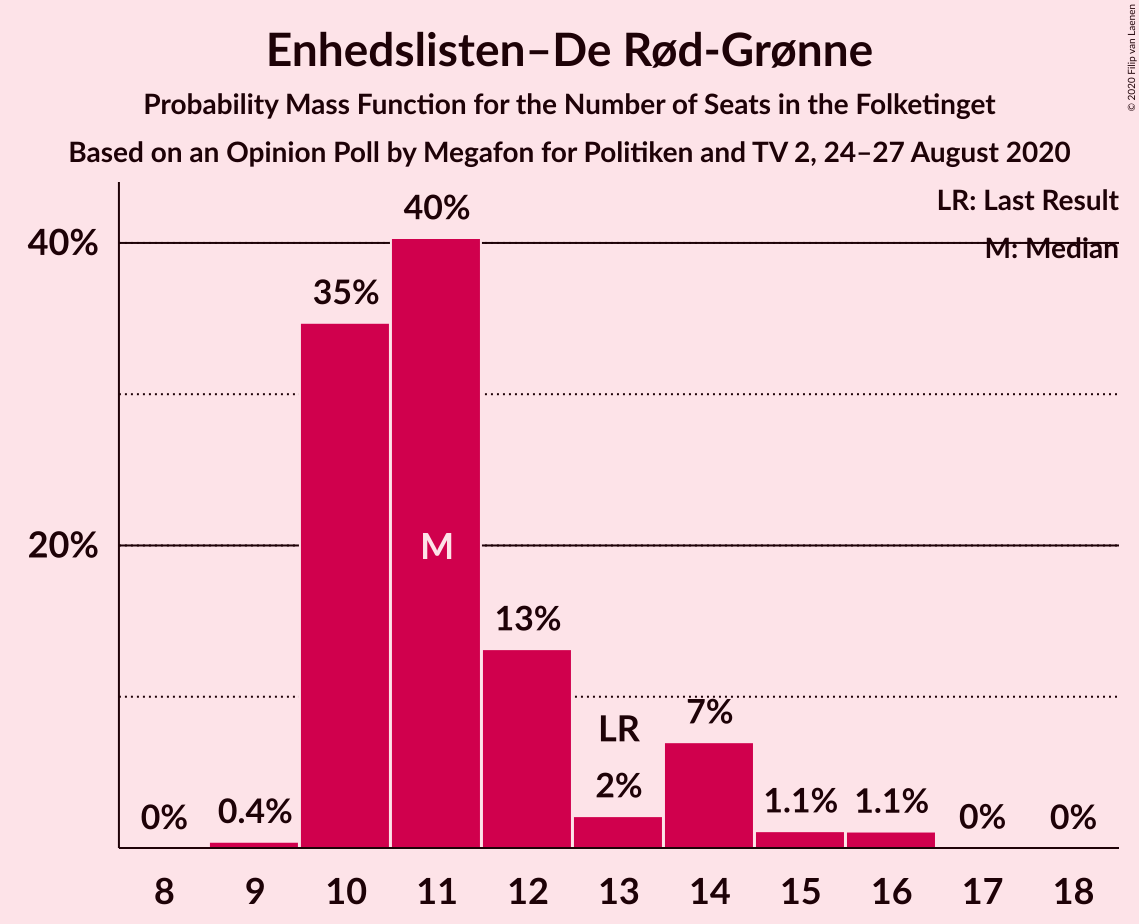 Enhedslisten–De Rød-Grønne
Probability Mass Function for the Number of Seats in the Folketinget
Based on an Opinion Poll by Megafon for Politiken and TV 2, 24–27 August 2020
© 2020 Filip van Laenen
LR: Last Result
M: Median
40%
20%
0%
0.4%
35%
40%
M
13%
LR
2%
7%
1.1%
1.1%
0%
0%
8 9 10 11 12 13 14 15 16 17 18